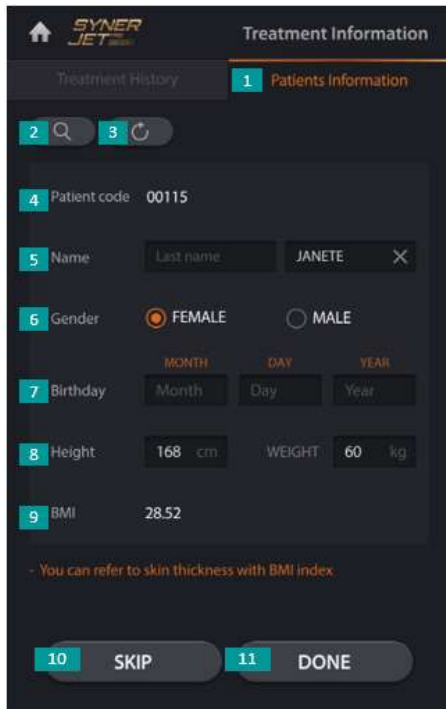 SYNER JET
Treatment Information
Treatment History
1 Patients Information
2
3
4 Patient code 00115
5 Name Last name JANETE
6 Gender FEMALE MALE
MONTH DAY YEAR
7 Birthday Month Day Year
8 Height 168 cm WEIGHT 60 kg
9 BMI 28.52
- You can refer to skin thickness with BMI index
10 SKIP
11 DONE